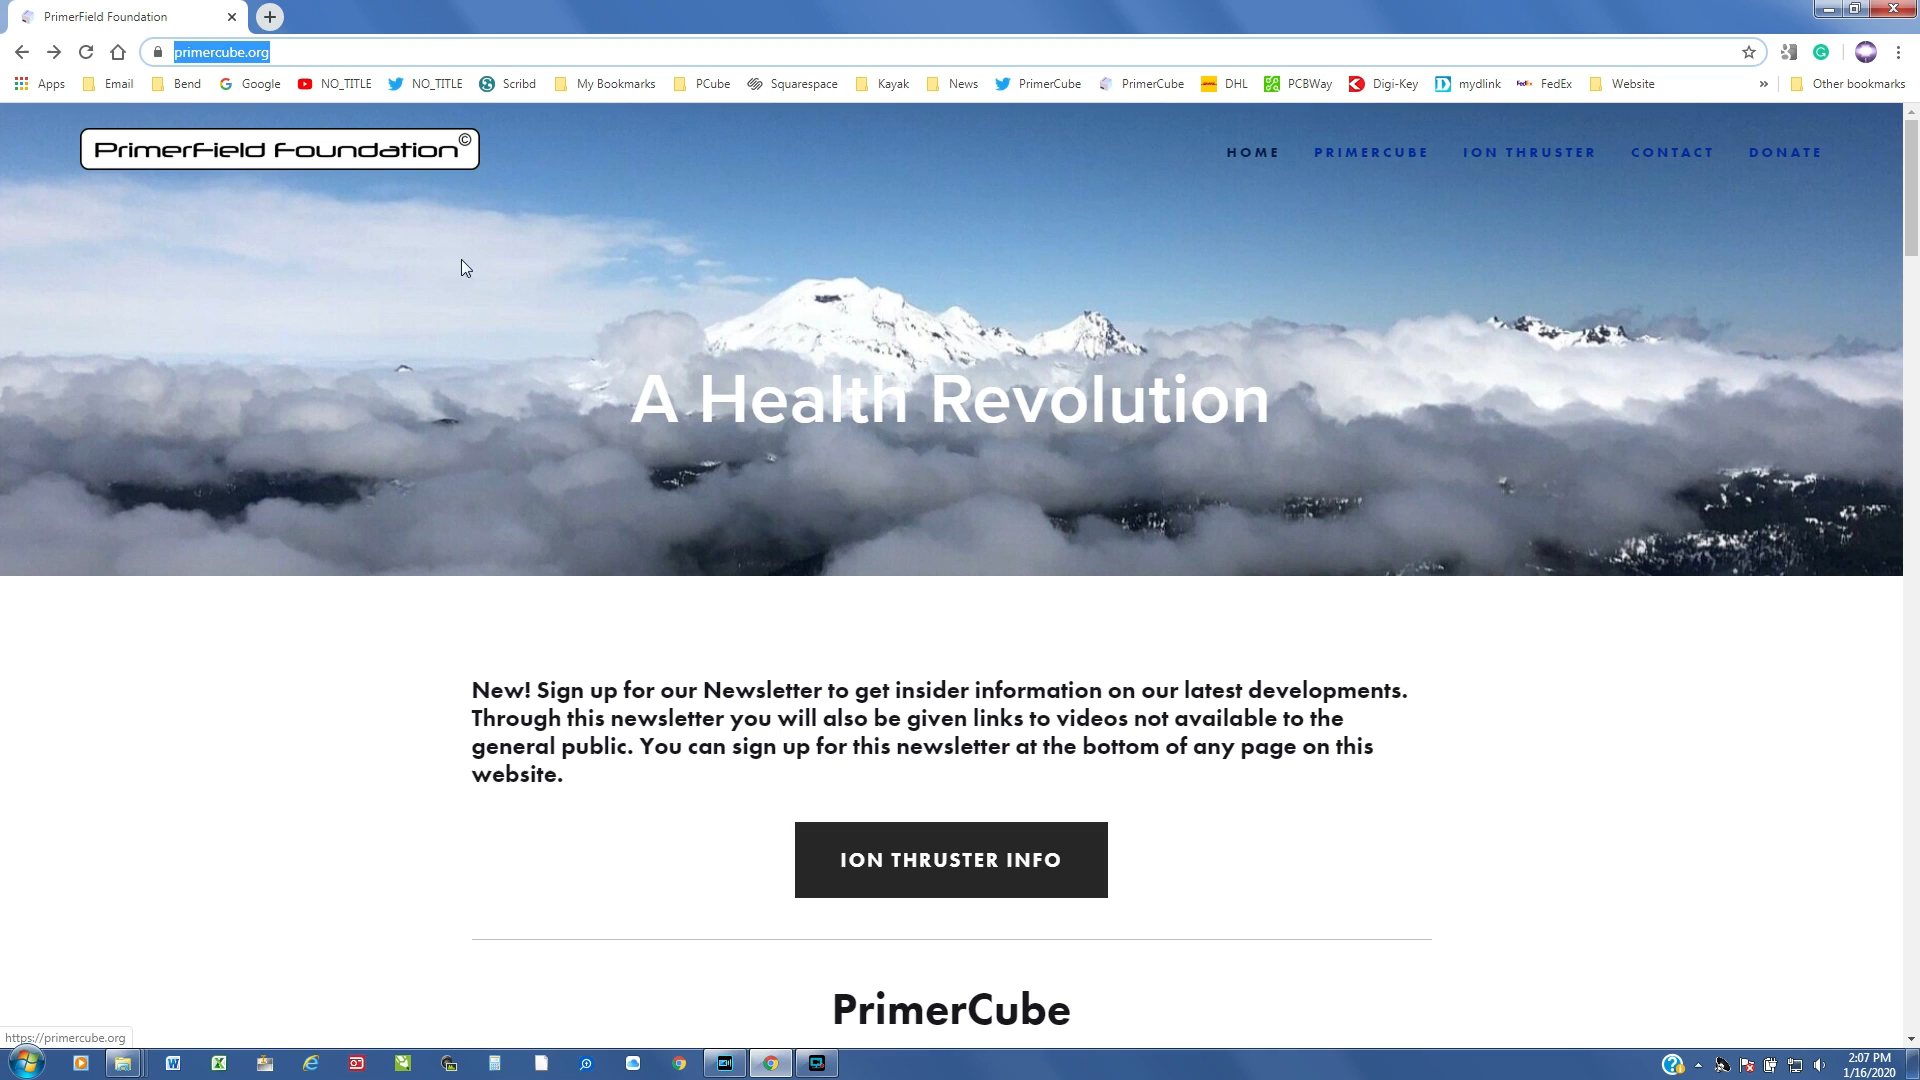 PrimerField Foundation
primercube.org
Apps Email Bend Google NO_TITLE NO_TITLE Scribd My Bookmarks PCube Squarespace Kayak News PrimerCube PrimerCube DHL PCBWay Digi-Key mydlink FedEx Website » Other bookmarks
PrimerField Foundation©
HOME PRIMERCUBE ION THRUSTER CONTACT DONATE
A Health Revolution
New! Sign up for our Newsletter to get insider information on our latest developments.
Through this newsletter you will also be given links to videos not available to the
general public. You can sign up for this newsletter at the bottom of any page on this
website.
ION THRUSTER INFO
PrimerCube
https://primercube.org
2:07 PM
1/16/2020